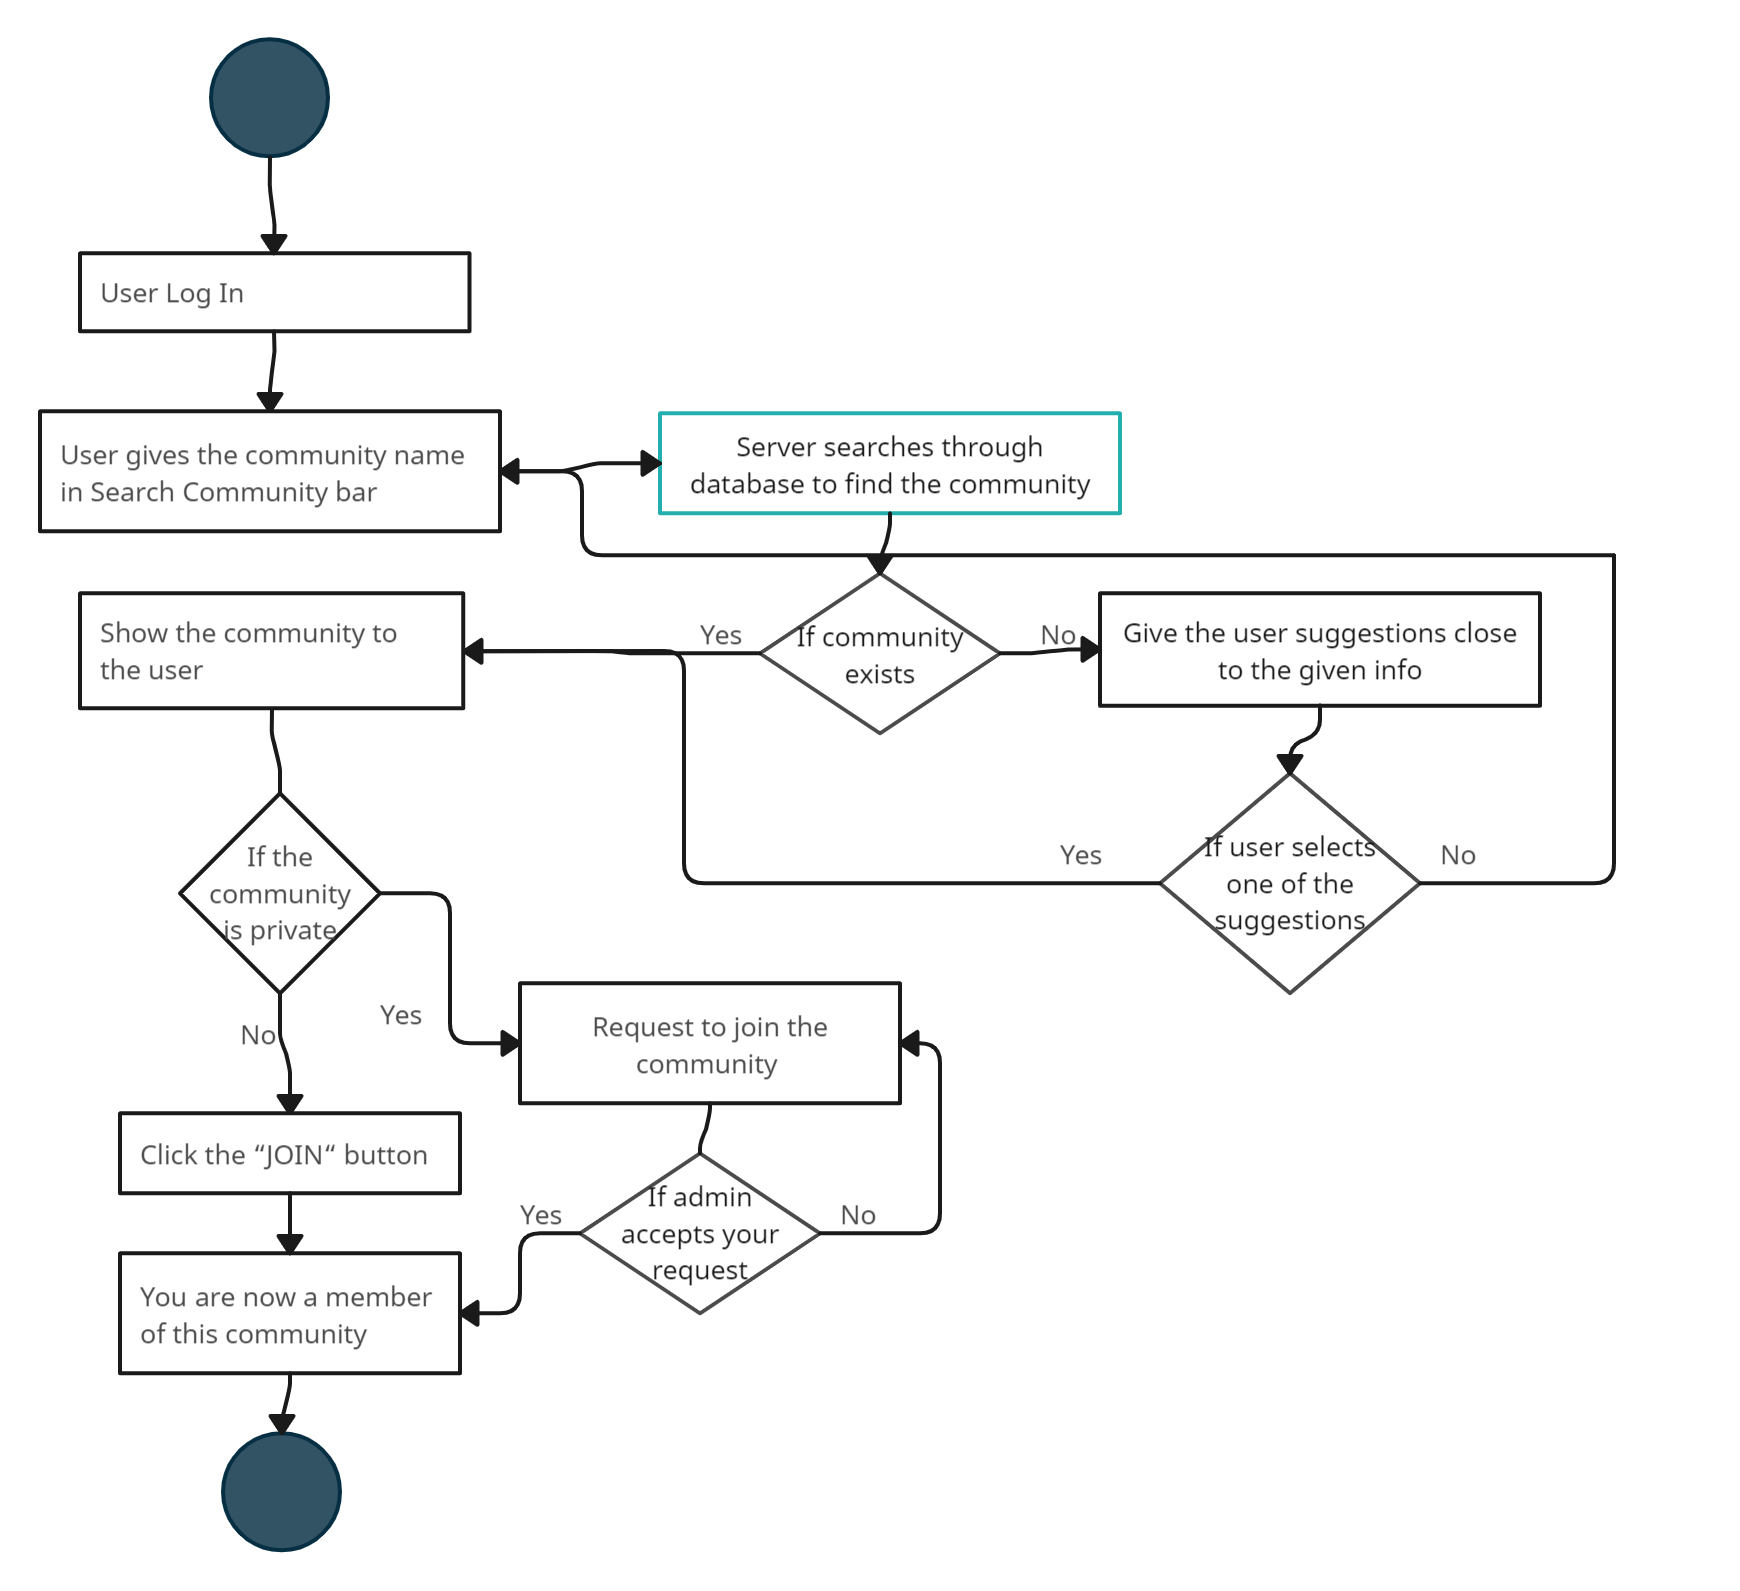 User Log In
User gives the community name
in Search Community bar
Server searches through
database to find the community
Show the community to
the user
Yes
If community
exists
No
Give the user suggestions close
to the given info
If the
community
is private
Yes
If user selects
one of the
suggestions
No
No
Yes
Request to join the
community
Click the “JOIN“ button
Yes
If admin
accepts your
request
No
You are now a member
of this community